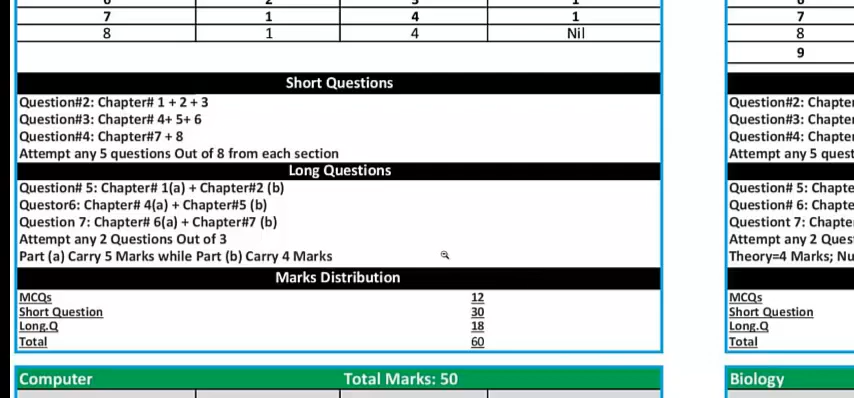 7 1 4 1
8 1 4 Nil
Short Questions
Question#2: Chapter# 1 + 2 + 3
Question#3: Chapter# 4+ 5+ 6
Question#4: Chapter#7 + 8
Attempt any 5 questions Out of 8 from each section
Long Questions
Question# 5: Chapter# 1(a) + Chapter#2 (b)
Questor6: Chapter# 4(a) + Chapter#5 (b)
Question 7: Chapter# 6(a) + Chapter#7 (b)
Attempt any 2 Questions Out of 3
Part (a) Carry 5 Marks while Part (b) Carry 4 Marks
Marks Distribution
MCQs 12
Short Question 30
Long.Q 18
Total 60
Computer Total Marks: 50
7
8
9
Question#2: Chapter
Question#3: Chapter
Question#4: Chapter
Attempt any 5 quest
Question# 5: Chapte
Question# 6: Chapte
Questiont 7: Chapte
Attempt any 2 Ques
Theory=4 Marks; Nu
MCQs
Short Question
Long.Q
Total
Biology